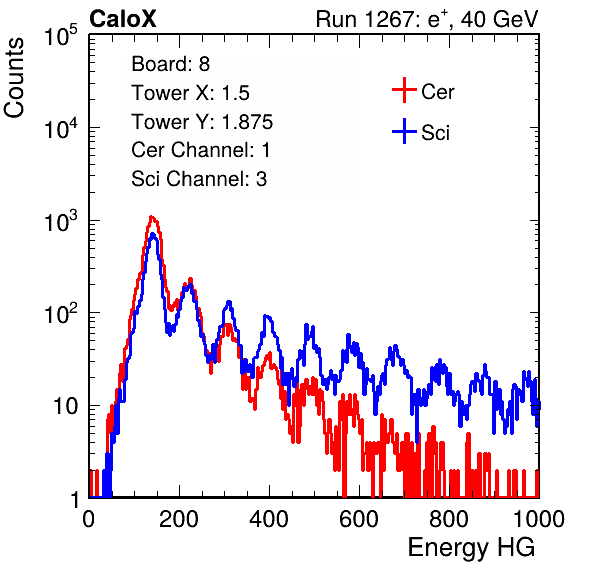 CaloX Run 1267: e⁺, 40 GeV
Board: 8
Tower X: 1.5
Tower Y: 1.875
Cer Channel: 1
Sci Channel: 3
Cer
Sci
Counts
10⁵
10⁴
10³
10²
10
1
0 200 400 600 800 1000
Energy HG